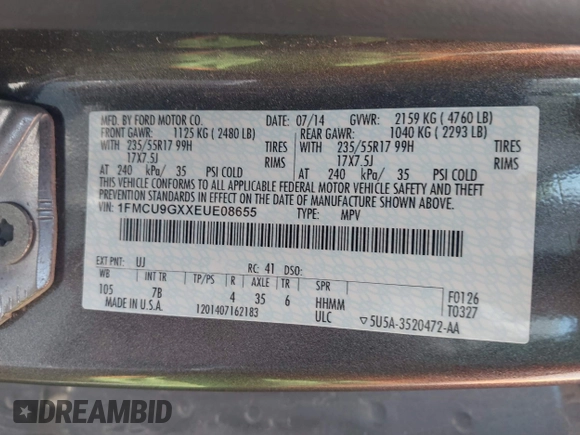 MFD. BY FORD MOTOR CO.
DATE: 07/14 GVWR: 2159 KG ( 4760 LB)
FRONT GAWR: 1125 KG ( 2480 LB)
REAR GAWR: 1040 KG ( 2293 LB)
WITH 235/55R17 99H TIRES
WITH 235/55R17 99H TIRES
17X7.5J RIMS
17X7.5J RIMS
AT 240 kPa/ 35 PSI COLD
AT 240 kPa/ 35 PSI COLD
THIS VEHICLE CONFORMS TO ALL APPLICABLE FEDERAL MOTOR VEHICLE SAFETY AND THEFT
PREVENTION STANDARDS IN EFFECT ON THE DATE OF MANUFACTURE SHOWN ABOVE.
VIN: 1FMCU9GXXEUE08655 TYPE: MPV
EXT PNT: UJ RC: 41 DSO:
WB INT TR TP/PS R AXLE TR SPR
105 7B 4 35 6 HHMM
F0126
T0327
MADE IN U.S.A. 1201407162183 ULC ▽5U5A-3520472-AA
DREAMBID